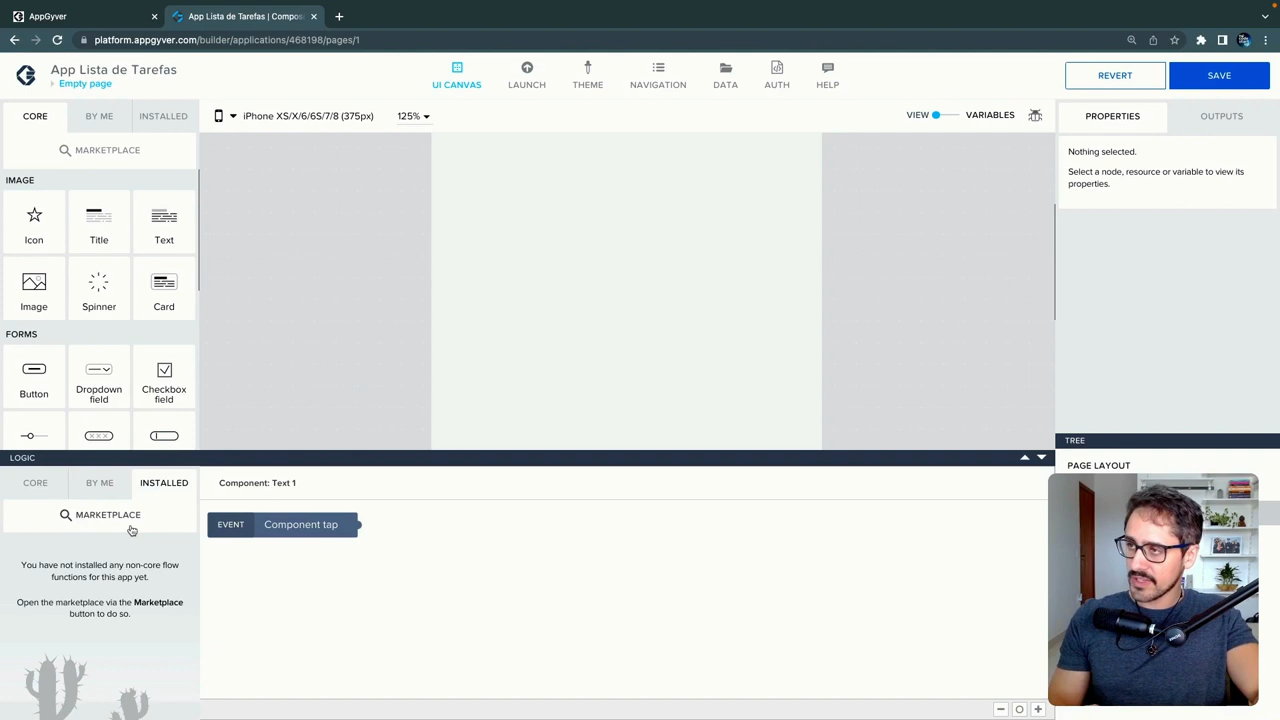 AppGyver
App Lista de Tarefas | Compos
platform.appgyver.com/builder/applications/468198/pages/1
App Lista de Tarefas
Empty page
UI CANVAS
LAUNCH
THEME
NAVIGATION
DATA
AUTH
HELP
REVERT
SAVE
CORE
BY ME
INSTALLED
iPhone XS/X/6/6S/7/8 (375px)
125%
VIEW
VARIABLES
PROPERTIES
OUTPUTS
MARKETPLACE
Nothing selected.
Select a node, resource or variable to view its
properties.
IMAGE
Icon
Title
Text
Image
Spinner
Card
FORMS
Button
Dropdown
field
Checkbox
field
TREE
PAGE LAYOUT
LOGIC
CORE
BY ME
INSTALLED
Component: Text 1
MARKETPLACE
EVENT
Component tap
You have not installed any non-core flow
functions for this app yet.
Open the marketplace via the Marketplace
button to do so.